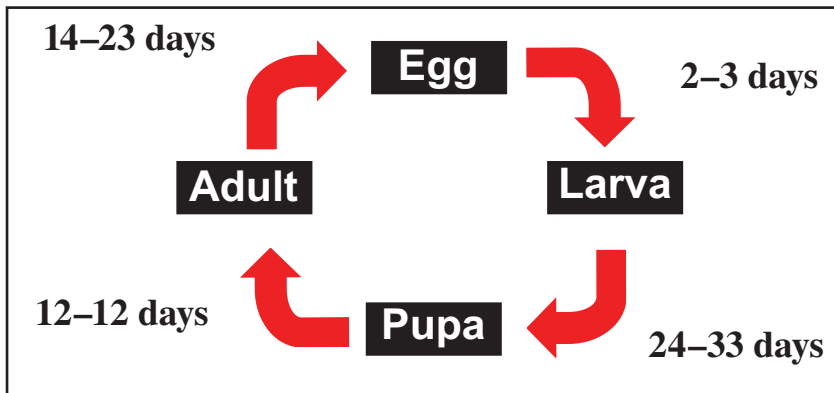 14–23 days
Egg
2–3 days
Adult
Larva
12–12 days
Pupa
24–33 days